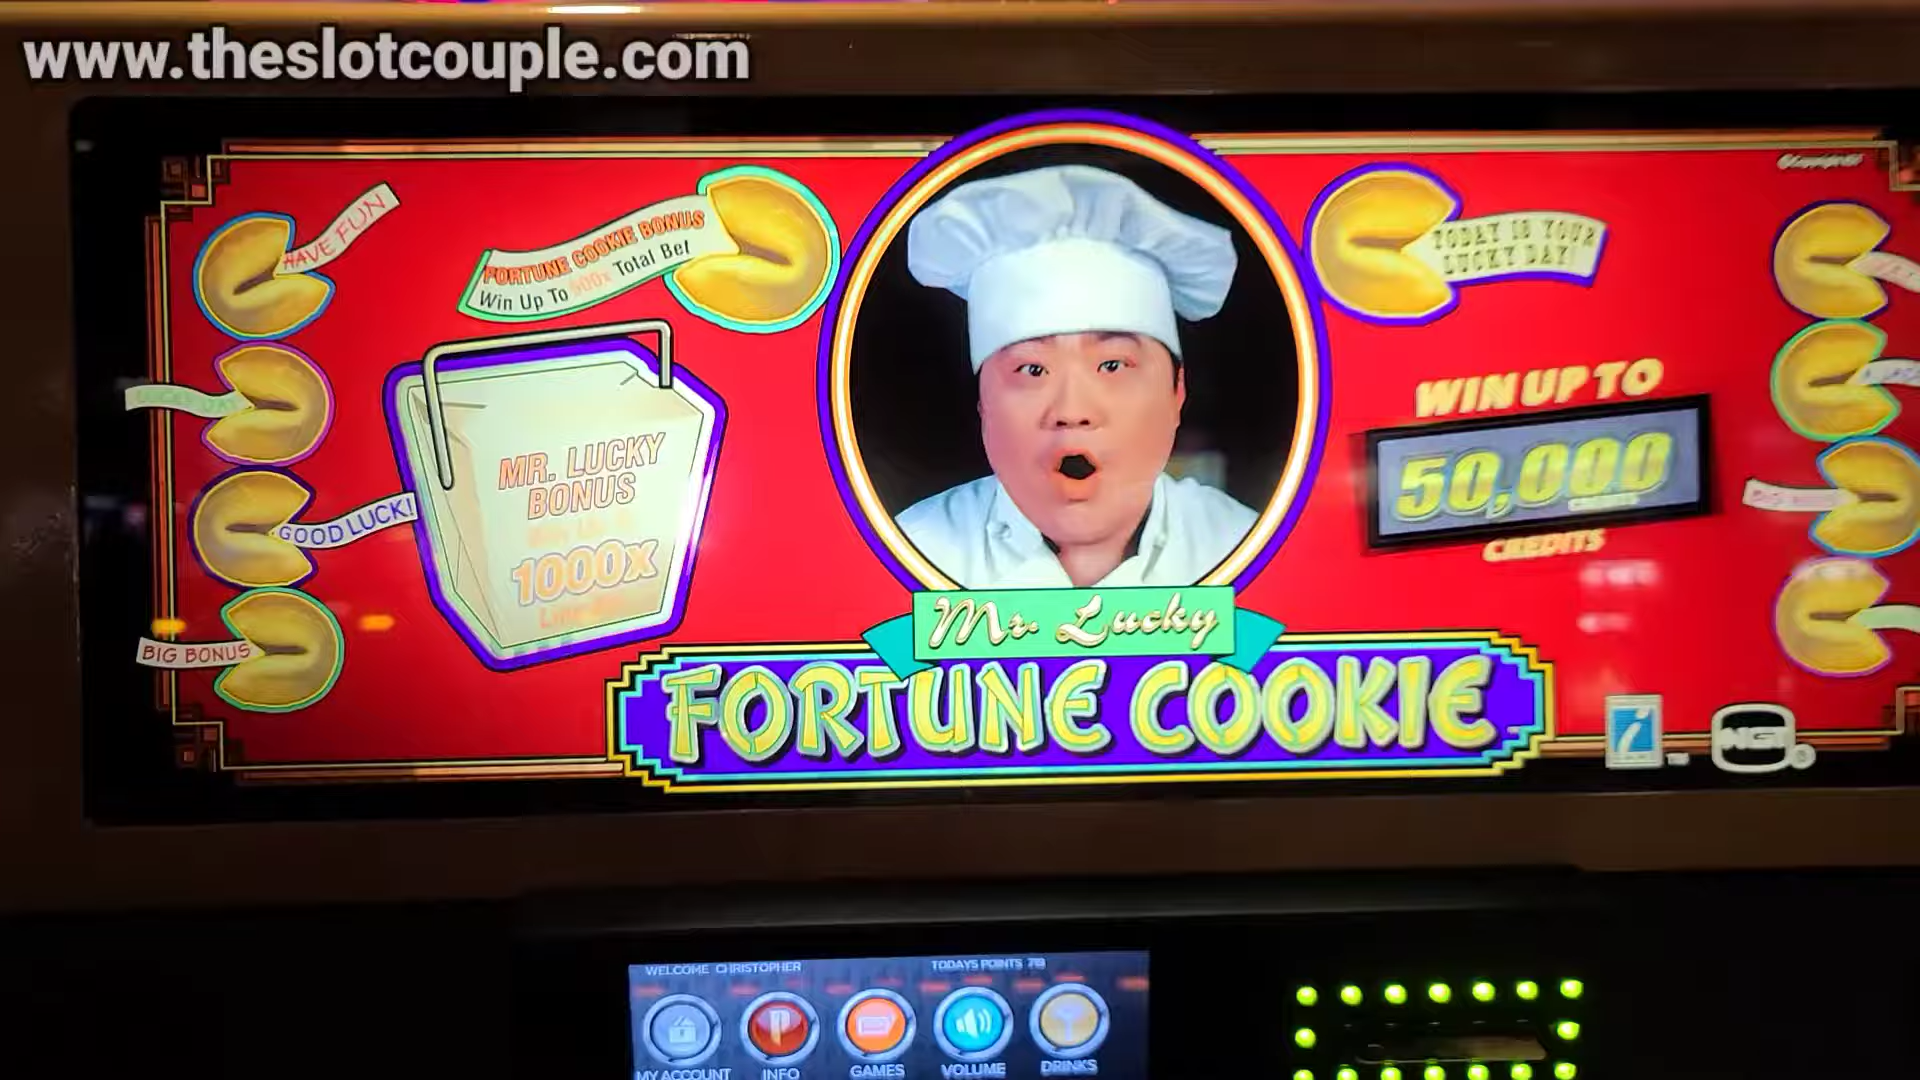 www.theslotcouple.com
HAVE FUN
FORTUNE COOKIE BONUS
Win Up To 500x Total Bet
TODAY IS YOUR
LUCKY DAY!
WIN UP TO
50,000
CREDITS
MR. LUCKY
BONUS
1000x
GOOD LUCK!
BIG BONUS
Mr. Lucky
FORTUNE COOKIE
WELCOME CHRISTOPHER
TODAYS POINTS
MY ACCOUNT
INFO
GAMES
VOLUME
DRINKS